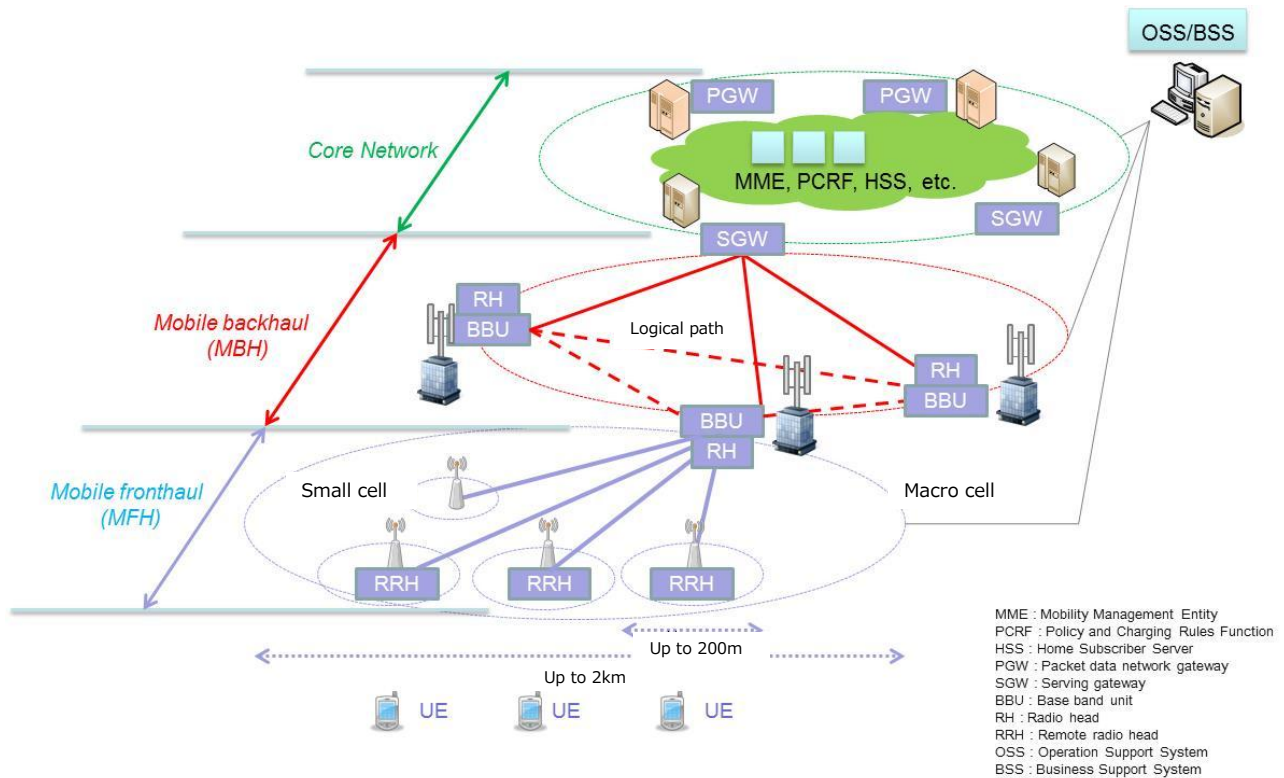 OSS/BSS
PGW
PGW
Core Network
MME, PCRF, HSS, etc.
SGW
SGW
RH
BBU
Mobile backhaul
(MBH)
Logical path
RH
BBU
BBU
RH
Small cell
Macro cell
Mobile fronthaul
(MFH)
RRH
RRH
RRH
Up to 200m
Up to 2km
UE
UE
UE
MME : Mobility Management Entity
PCRF : Policy and Charging Rules Function
HSS : Home Subscriber Server
PGW : Packet data network gateway
SGW : Serving gateway
BBU : Base band unit
RH : Radio head
RRH : Remote radio head
OSS : Operation Support System
BSS : Business Support System